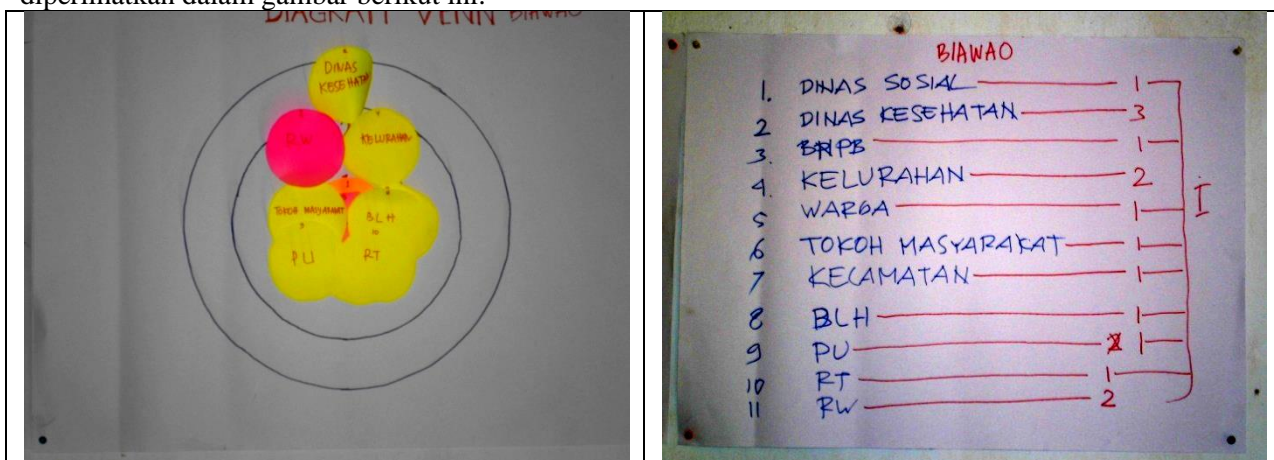 diperlihatkan dalam gambar berikut ini:
DIAGRAM VENN BIAWAO
DINAS
KESEHATAN
RW
KELURAHAN
TOKOH MASYARAKAT
BLH
PU
RT
BIAWAO
1. DINAS SOSIAL 1
2 DINAS KESEHATAN 3
3. BNPB 1
4. KELURAHAN 2
5 WARGA 1
6 TOKOH MASYARAKAT 1
7 KECAMATAN 1
8 BLH 1
9 PU 1
10 RT 1
11 RW 2
I